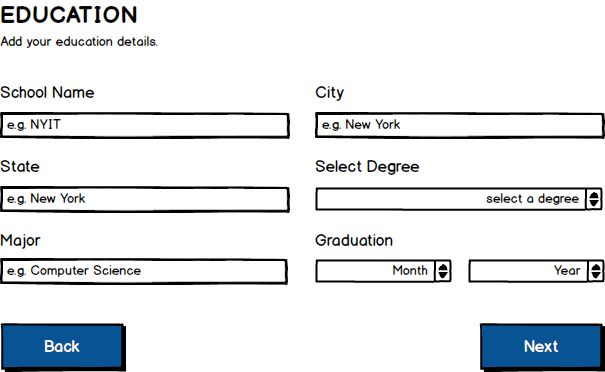 EDUCATION
Add your education details.
School Name
City
e.g. NYIT
e.g. New York
State
Select Degree
e.g. New York
select a degree
Major
Graduation
e.g. Computer Science
Month
Year
Back
Next